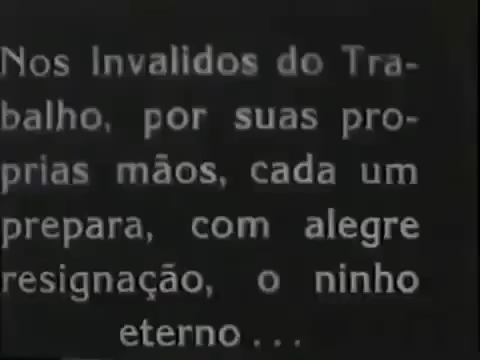 Nos Invalidos do Tra-
balho, por suas pro-
prias mãos, cada um
prepara, com alegre
resignação, o ninho
eterno...